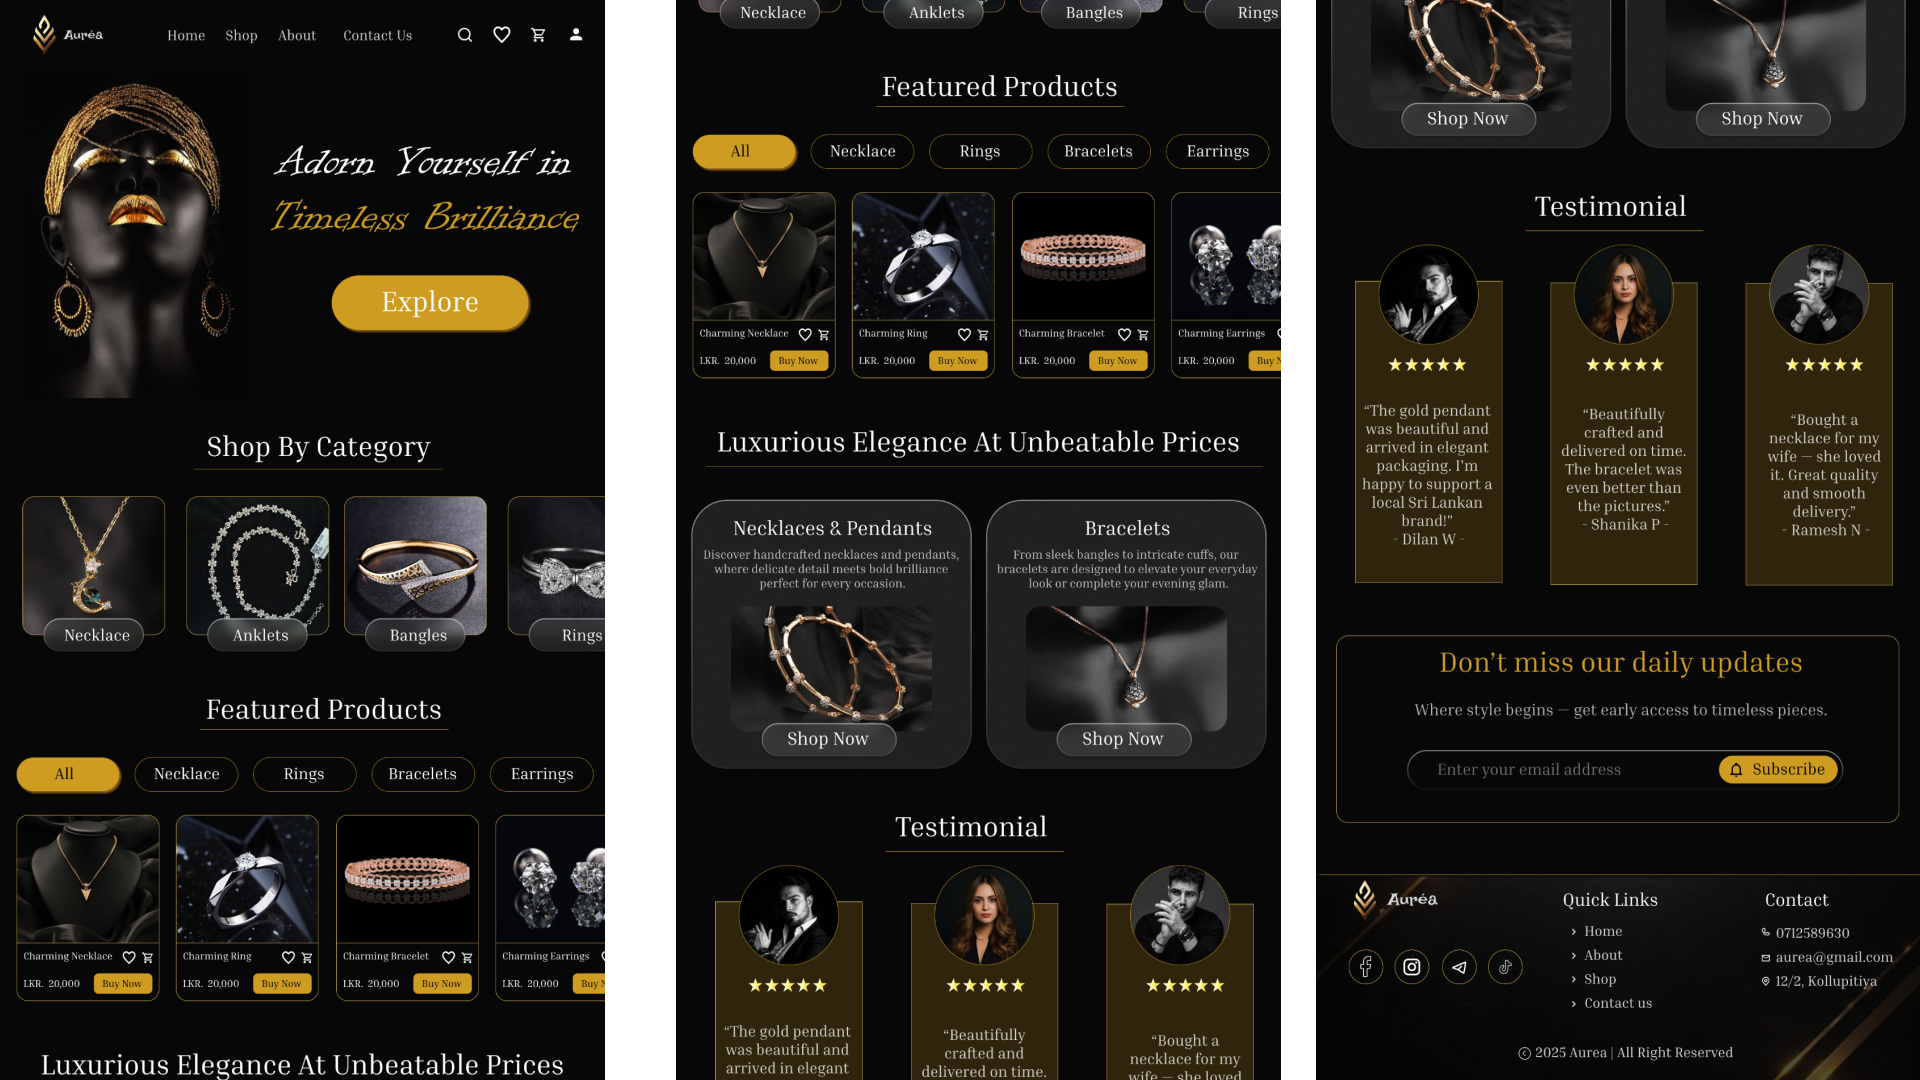 Auréa
Home Shop About Contact Us
Adorn Yourself in
Timeless Brilliance
Explore
Shop By Category
Necklace Anklets Bangles Rings
Featured Products
All Necklace Rings Bracelets Earrings
Charming Necklace Charming Ring Charming Bracelet Charming Earrings
LKR. 20,000 Buy Now LKR. 20,000 Buy Now LKR. 20,000 Buy Now LKR. 20,000 Buy N
Luxurious Elegance At Unbeatable Prices
Necklace Anklets Bangles Rings
Featured Products
All Necklace Rings Bracelets Earrings
Charming Necklace Charming Ring Charming Bracelet Charming Earrings
LKR. 20,000 Buy Now LKR. 20,000 Buy Now LKR. 20,000 Buy Now LKR. 20,000 Buy N
Luxurious Elegance At Unbeatable Prices
Necklaces & Pendants
Discover handcrafted necklaces and pendants,
where delicate detail meets bold brilliance
perfect for every occasion.
Shop Now
Bracelets
From sleek bangles to intricate cuffs, our
bracelets are designed to elevate your everyday
look or complete your evening glam.
Shop Now
Testimonial
“The gold pendant
was beautiful and
arrived in elegant
“Beautifully
crafted and
delivered on time.
“Bought a
necklace for my
wife — she loved
Shop Now Shop Now
Testimonial
“The gold pendant
was beautiful and
arrived in elegant
packaging. I'm
happy to support a
local Sri Lankan
brand!"
- Dilan W -
“Beautifully
crafted and
delivered on time.
The bracelet was
even better than
the pictures.”
- Shanika P -
“Bought a
necklace for my
wife — she loved
it. Great quality
and smooth
delivery.”
- Ramesh N -
Don’t miss our daily updates
Where style begins — get early access to timeless pieces.
Enter your email address Subscribe
Auréa
Quick Links
Home
About
Shop
Contact us
Contact
0712589630
aurea@gmail.com
12/2, Kollupitiya
© 2025 Aurea | All Right Reserved